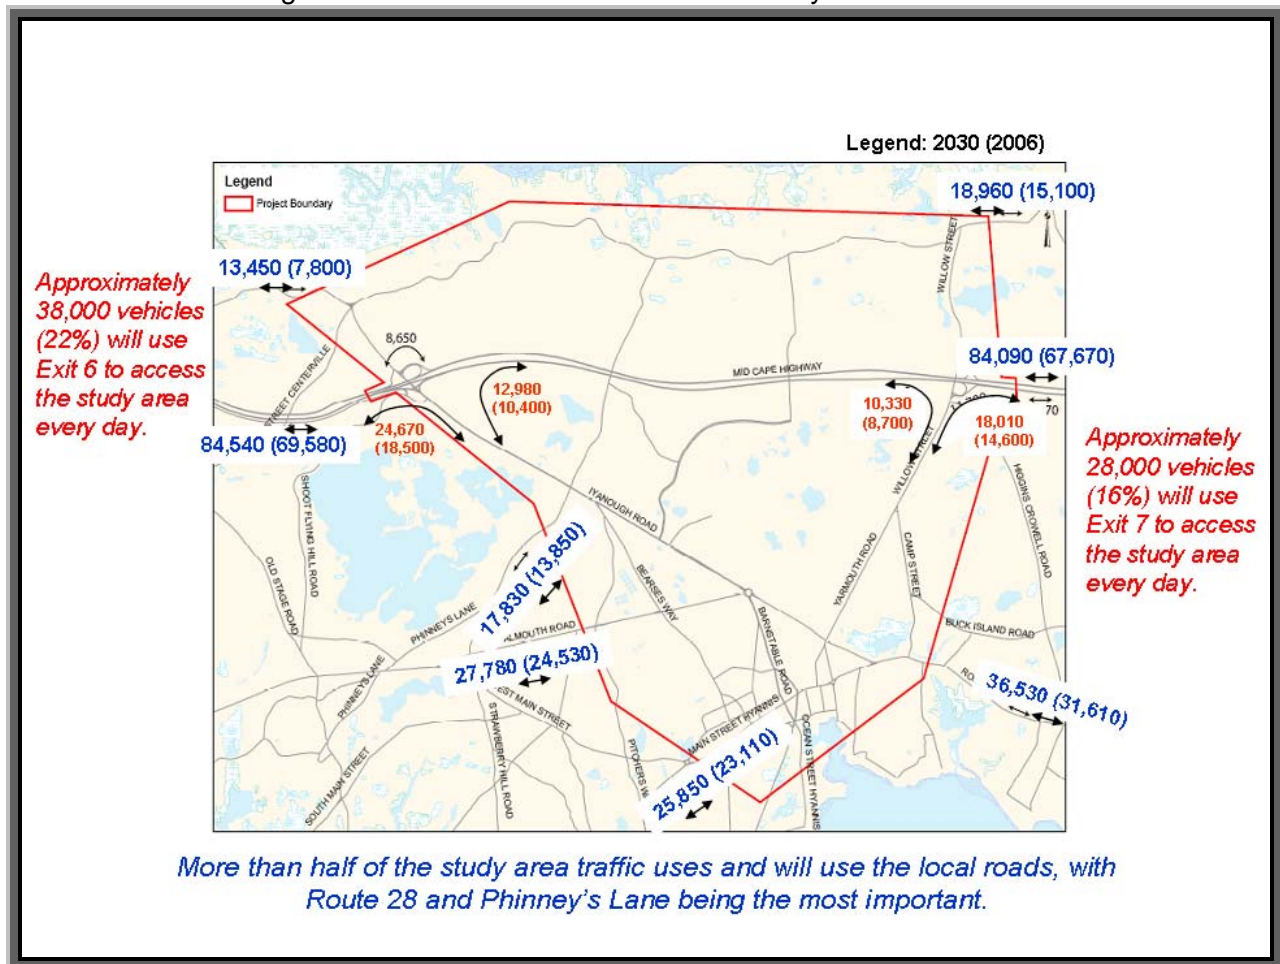 Legend: 2030 (2006)
Legend
Project Boundary
18,960 (15,100)
13,450 (7,800)
Approximately
38,000 vehicles
(22%) will use
Exit 6 to access
the study area
every day.
8,650
WILLOW STREET
84,090 (67,670)
MID CAPE HIGHWAY
STREET CENTERVILLE
12,980
(10,400)
10,330
(8,700)
70
24,670
(18,500)
18,010
(14,600)
84,540 (69,580)
Approximately
28,000 vehicles
(16%) will use
Exit 7 to access
the study area
every day.
SHOOT FLYING HILL ROAD
IYANOUGH ROAD
WILLOW STREET
HIGGINS CROWELL ROAD
OLD STAGE ROAD
17,830 (13,850)
BEARSES WAY
YARMOUTH ROAD
CAMP STREET
PHINNEYS LANE
ALMOUTH ROAD
BARNSTABLE ROAD
BUCK ISLAND ROAD
27,780 (24,530)
PHINNEYS LANE
EST MAIN STREET
36,530 (31,610)
STRAWBERRY HILL ROAD
MAIN STREET HYANNIS
OCEAN STREET HYANNIS
PITCHERS
25,850 (23,110)
SOUTH MAIN STREET
More than half of the study area traffic uses and will use the local roads, with
Route 28 and Phinney's Lane being the most important.